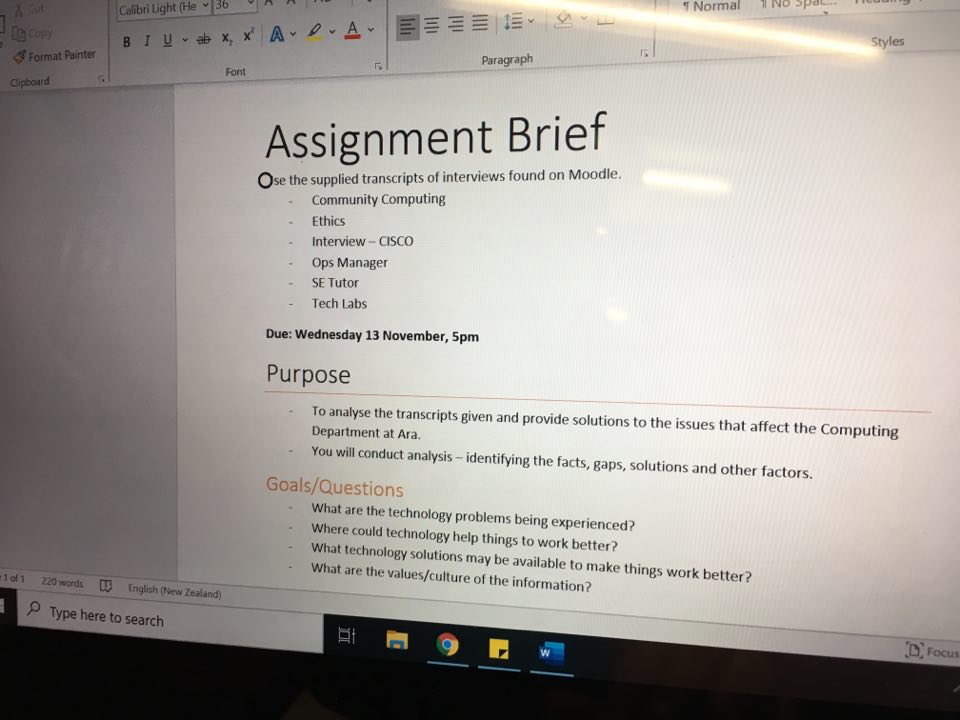 Cut
Calibri Light (He
36
Normal
Copy
B I U ab x₂ x² A A
Format Painter
Styles
Clipboard
Font
Paragraph
Assignment Brief
Ose the supplied transcripts of interviews found on Moodle.
- Community Computing
- Ethics
- Interview – CISCO
- Ops Manager
- SE Tutor
- Tech Labs
Due: Wednesday 13 November, 5pm
Purpose
- To analyse the transcripts given and provide solutions to the issues that affect the Computing
Department at Ara.
- You will conduct analysis – identifying the facts, gaps, solutions and other factors.
Goals/Questions
- What are the technology problems being experienced?
- Where could technology help things to work better?
- What technology solutions may be available to make things work better?
- What are the values/culture of the information?
1 of 1
220 words
English (New Zealand)
Type here to search
W
Focus